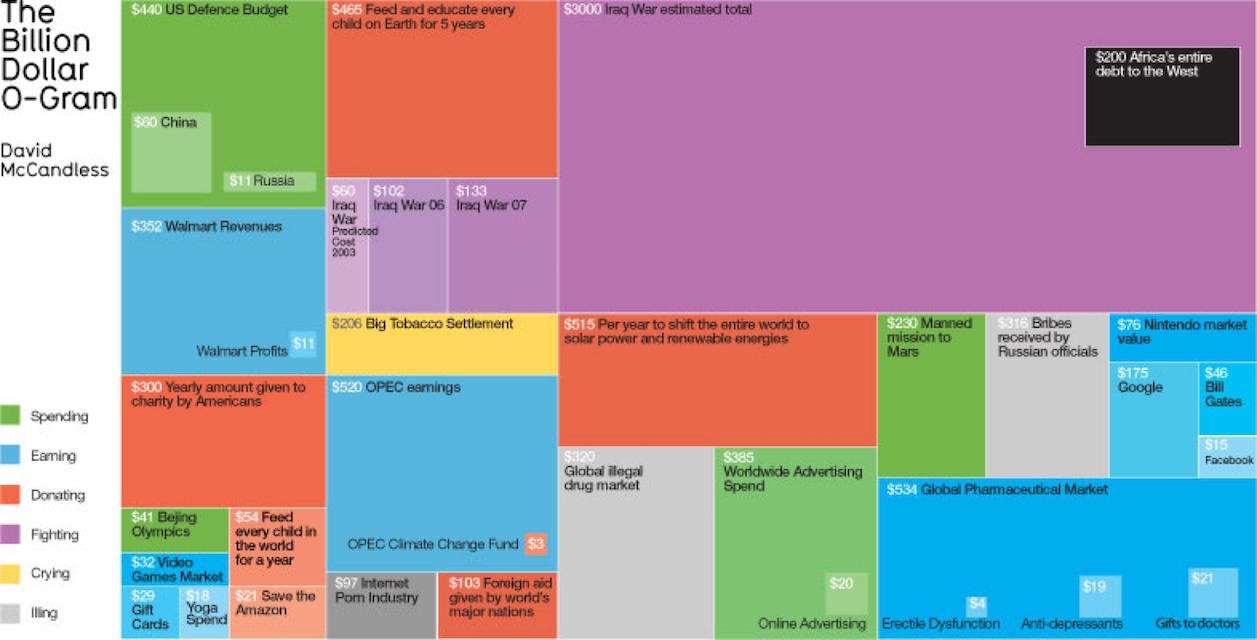 The
Billion
Dollar
O-Gram
David
McCandless
$440 US Defence Budget
$60 China
$11 Russia
$465 Feed and educate every
child on Earth for 5 years
$3000 Iraq War estimated total
$200 Africa's entire
debt to the West
$60
Iraq
War
Predicted
Cost
2003
$102
Iraq War 06
$133
Iraq War 07
$352 Walmart Revenues
Walmart Profits $11
$206 Big Tobacco Settlement
$515 Per year to shift the entire world to
solar power and renewable energies
$230 Manned
mission to
Mars
$316 Bribes
received by
Russian officials
$76 Nintendo market
value
$175
Google
$46
Bill
Gates
$15
Facebook
$300 Yearly amount given to
charity by Americans
$520 OPEC earnings
OPEC Climate Change Fund $3
$320
Global illegal
drug market
$385
Worldwide Advertising
Spend
$20
Online Advertising
$534 Global Pharmaceutical Market
$4
Erectile Dysfunction
$19
Anti-depressants
$21
Gifts to doctors
$41 Bejing
Olympics
$54 Feed
every child in
the world
for a year
$32 Video
Games Market
$29
Gift
Cards
$18
Yoga
Spend
$21 Save the
Amazon
$97 Internet
Porn Industry
$103 Foreign aid
given by world's
major nations
Spending
Earning
Donating
Fighting
Crying
Illing